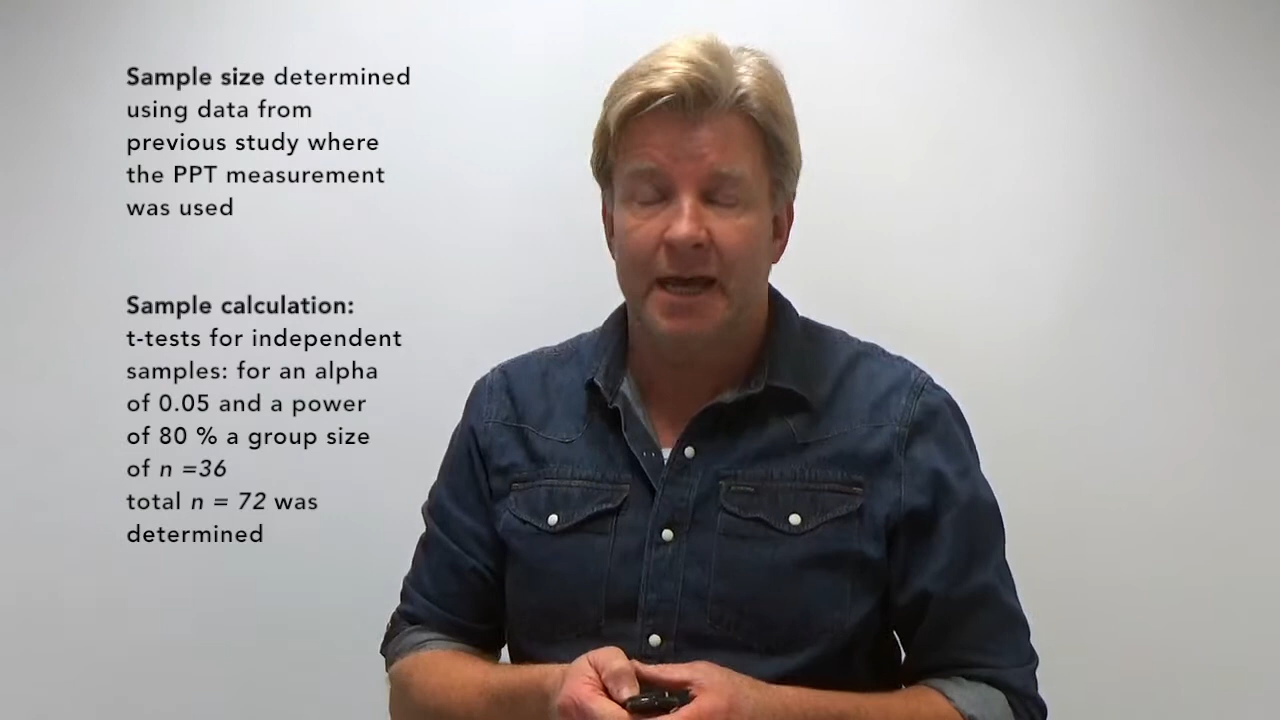 Sample size determined
using data from
previous study where
the PPT measurement
was used
Sample calculation:
t-tests for independent
samples: for an alpha
of 0.05 and a power
of 80 % a group size
of n =36
total n = 72 was
determined